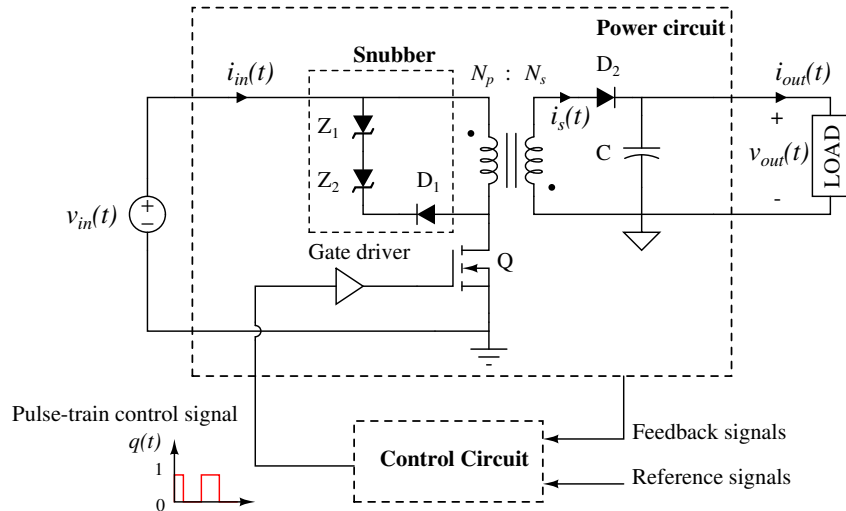 Power circuit
Snubber
i_in(t)
N_p : N_s
D_2
i_out(t)
i_s(t)
+
Z_1
Z_2
D_1
C
v_out(t)
LOAD
v_in(t)
+
−
-
Gate driver
Q
Pulse-train control signal
q(t)
1
0
Control Circuit
Feedback signals
Reference signals